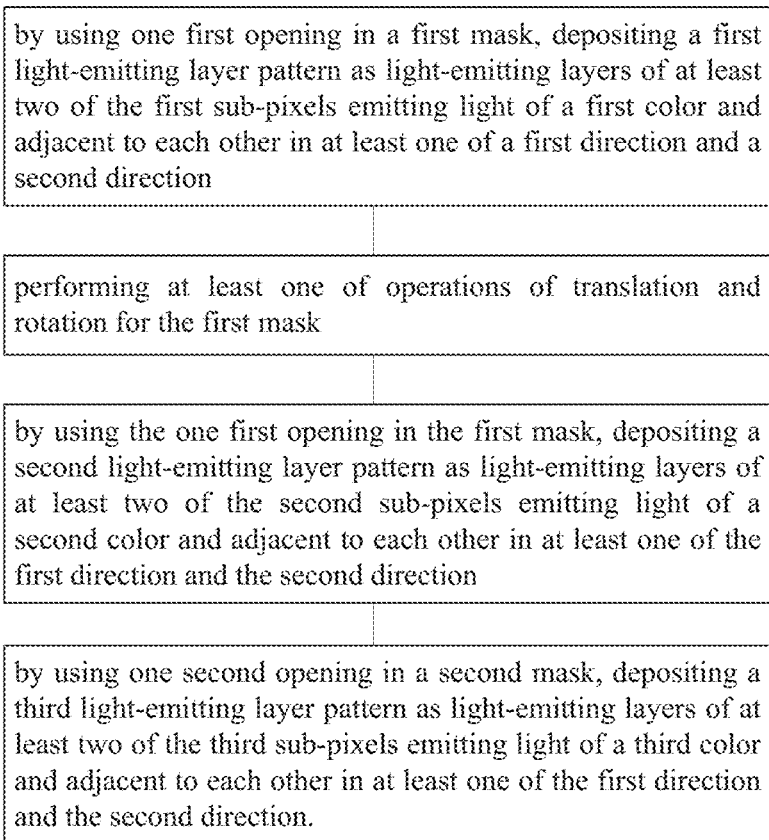 by using one first opening in a first mask, depositing a first
light-emitting layer pattern as light-emitting layers of at least
two of the first sub-pixels emitting light of a first color and
adjacent to each other in at least one of a first direction and a
second direction
performing at least one of operations of translation and
rotation for the first mask
by using the one first opening in the first mask, depositing a
second light-emitting layer pattern as light-emitting layers of
at least two of the second sub-pixels emitting light of a
second color and adjacent to each other in at least one of the
first direction and the second direction
by using one second opening in a second mask, depositing a
third light-emitting layer pattern as light-emitting layers of at
least two of the third sub-pixels emitting light of a third color
and adjacent to each other in at least one of the first direction
and the second direction.